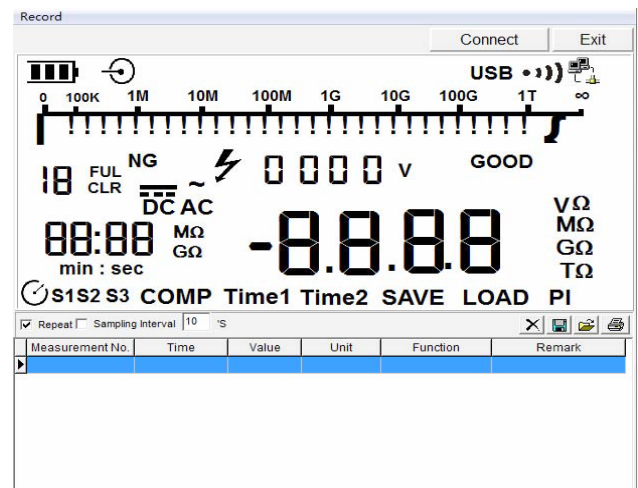 Record
Connect Exit
USB
0 100K 1M 10M 100M 1G 10G 100G 1T ∞
18 FUL CLR NG 0000 V GOOD
DC AC
88:88 MΩ GΩ -8.8.8.8 VΩ MΩ GΩ TΩ
min : sec
S1 S2 S3 COMP Time1 Time2 SAVE LOAD PI
Repeat Sampling Interval 10 'S
Measurement No. Time Value Unit Function Remark